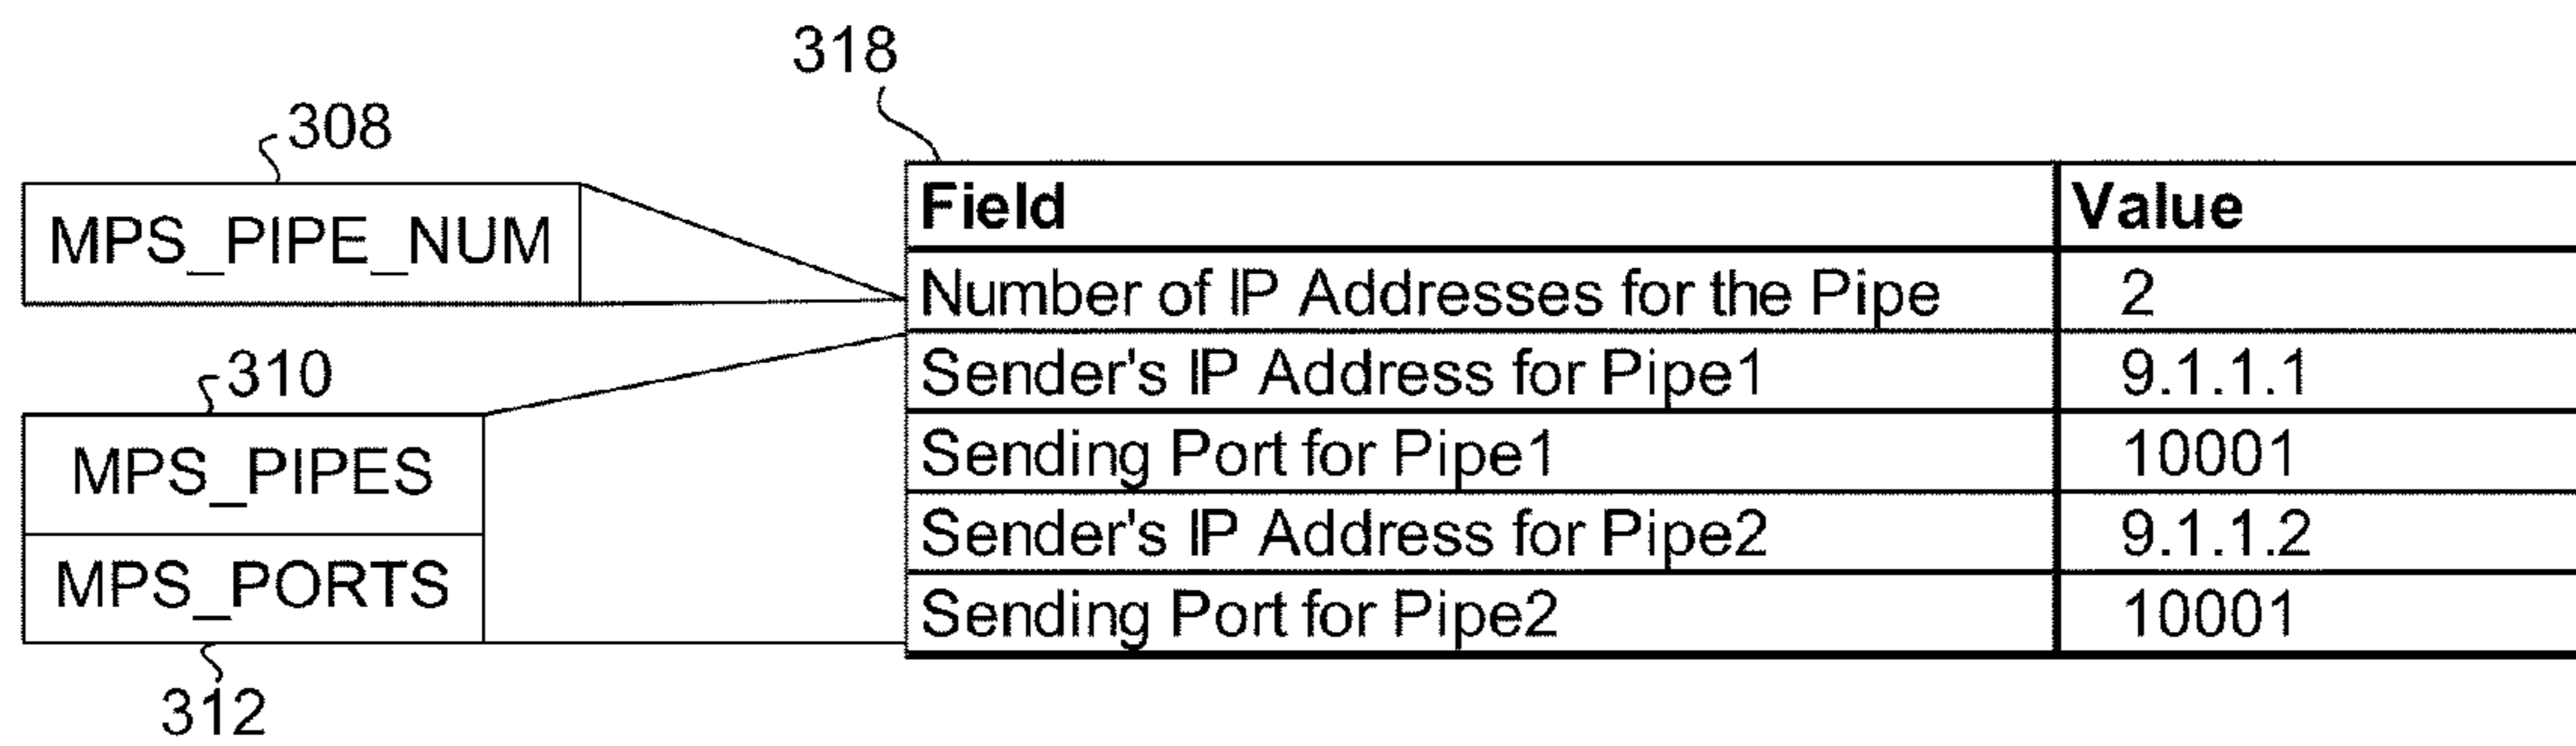 318
308
MPS_PIPE_NUM
310
MPS_PIPES
MPS_PORTS
312
Field Value
Number of IP Addresses for the Pipe 2
Sender's IP Address for Pipe1 9.1.1.1
Sending Port for Pipe1 10001
Sender's IP Address for Pipe2 9.1.1.2
Sending Port for Pipe2 10001